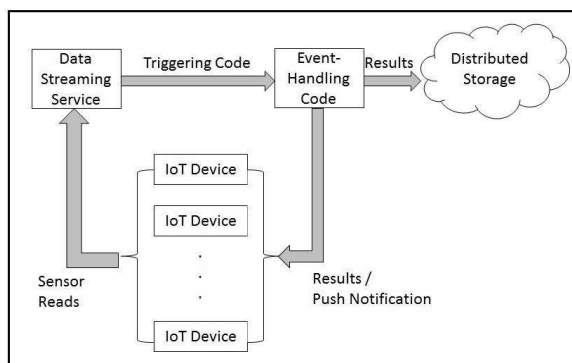 Data
Streaming
Service
Triggering Code
Event-
Handling
Code
Results
Distributed
Storage
IoT Device
IoT Device
.
.
.
IoT Device
Sensor
Reads
Results /
Push Notification